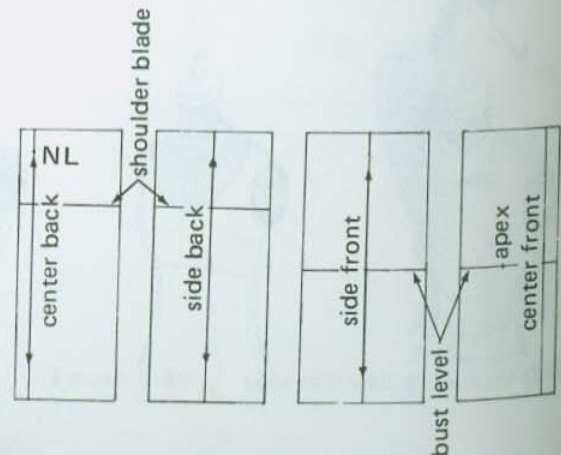 NL
center back
shoulder blade
side back
side front
bust level
apex
center front